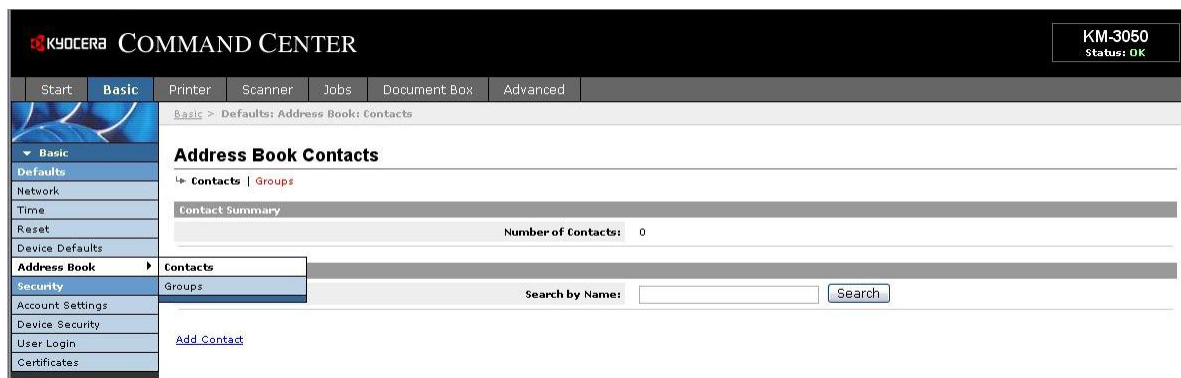 KYOCERA COMMAND CENTER
KM-3050
Status: OK
Start Basic Printer Scanner Jobs Document Box Advanced
Basic > Defaults: Address Book: Contacts
Basic
Defaults
Network
Time
Reset
Device Defaults
Address Book
Security
Account Settings
Device Security
User Login
Certificates
Contacts
Groups
Address Book Contacts
Contacts | Groups
Contact Summary
Number of Contacts: 0
Search by Name: Search
Add Contact